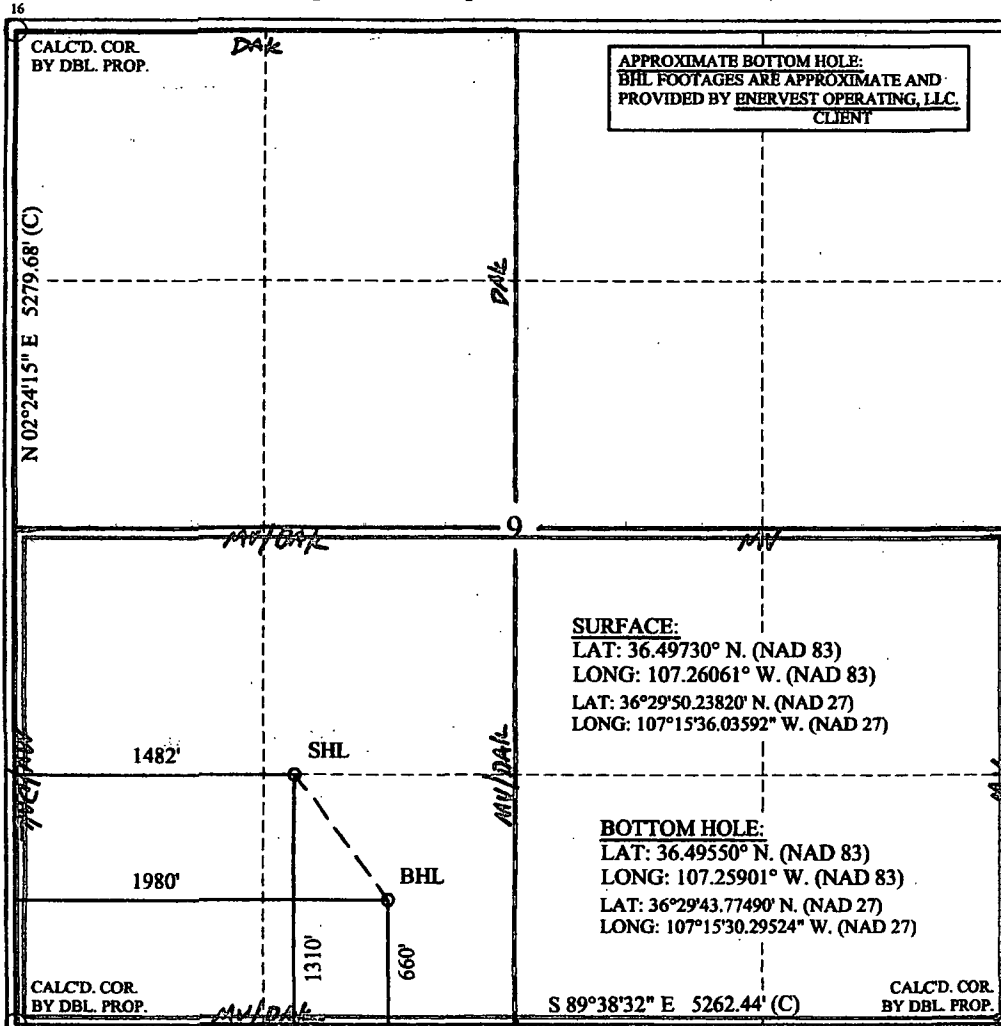 16
CALC'D. COR.
BY DBL. PROP.
DAK
APPROXIMATE BOTTOM HOLE:
BHL FOOTAGES ARE APPROXIMATE AND
PROVIDED BY ENERVEST OPERATING, LLC.
CLIENT
N 02°24'15" E 5279.68' (C)
DAK
9
MV/DAK
MV
SURFACE:
LAT: 36.49730° N. (NAD 83)
LONG: 107.26061° W. (NAD 83)
LAT: 36°29'50.23820' N. (NAD 27)
LONG: 107°15'36.03592" W. (NAD 27)
MV/DAK
1482'
SHL
MV/DAK
MV
BOTTOM HOLE:
LAT: 36.49550° N. (NAD 83)
LONG: 107.25901° W. (NAD 83)
LAT: 36°29'43.77490' N. (NAD 27)
LONG: 107°15'30.29524" W. (NAD 27)
1980'
BHL
1310'
660'
CALC'D. COR.
BY DBL. PROP.
MV/DAK
S 89°38'32" E 5262.44' (C)
CALC'D. COR.
BY DBL. PROP.